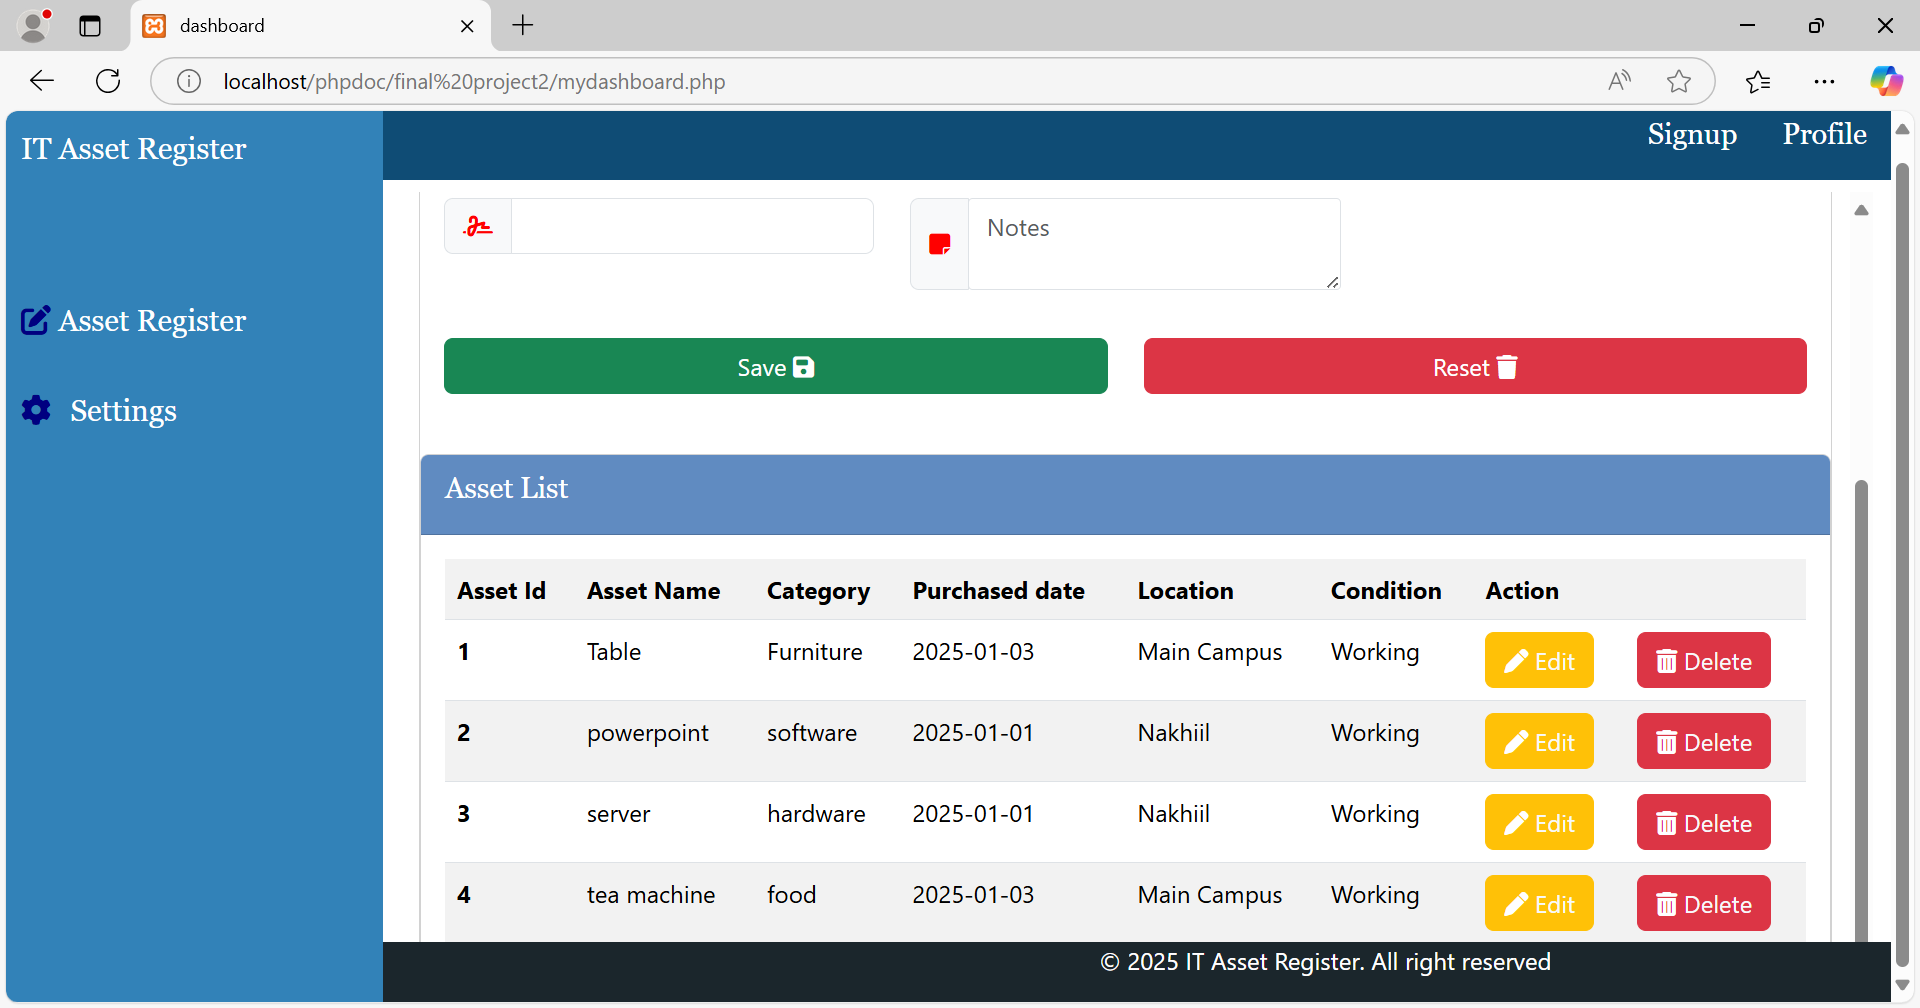 dashboard
localhost/phpdoc/final%20project2/mydashboard.php
IT Asset Register
Signup Profile
Notes
Asset Register
Save Reset
Settings
Asset List
Asset Id Asset Name Category Purchased date Location Condition Action
1 Table Furniture 2025-01-03 Main Campus Working Edit Delete
2 powerpoint software 2025-01-01 Nakhiil Working Edit Delete
3 server hardware 2025-01-01 Nakhiil Working Edit Delete
4 tea machine food 2025-01-03 Main Campus Working Edit Delete
© 2025 IT Asset Register. All right reserved